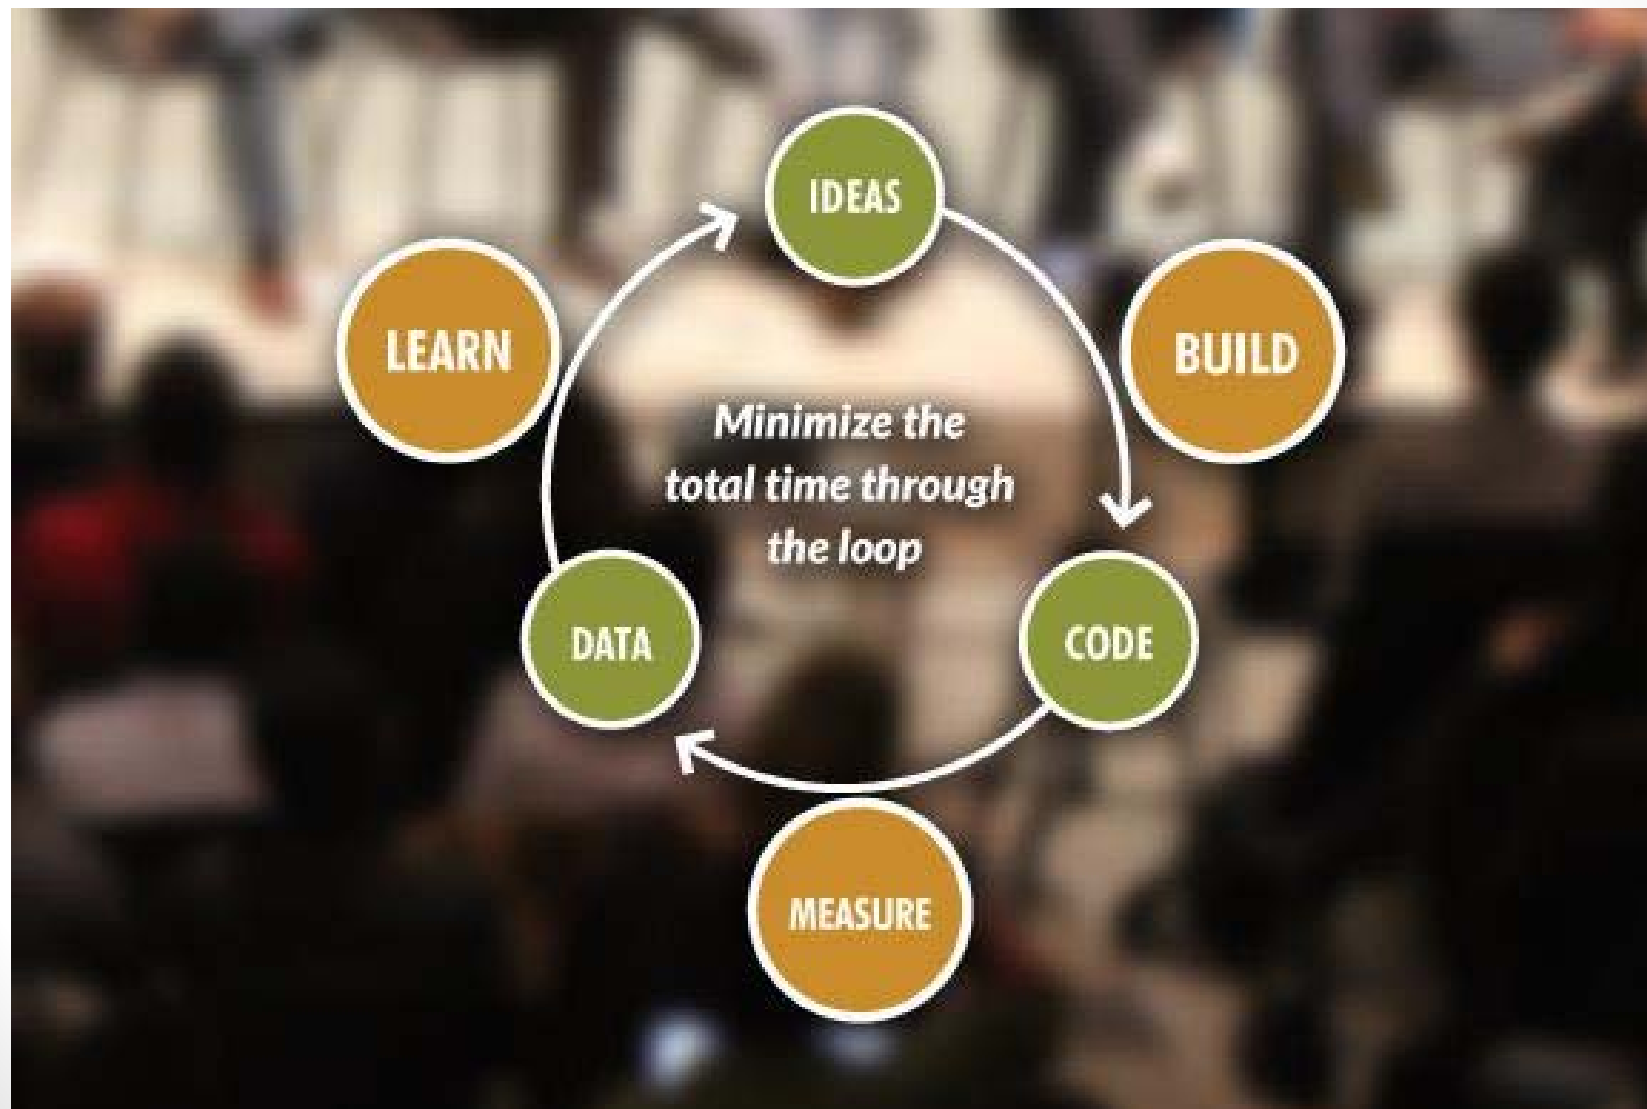 IDEAS
LEARN
BUILD
Minimize the
total time through
the loop
DATA
CODE
MEASURE